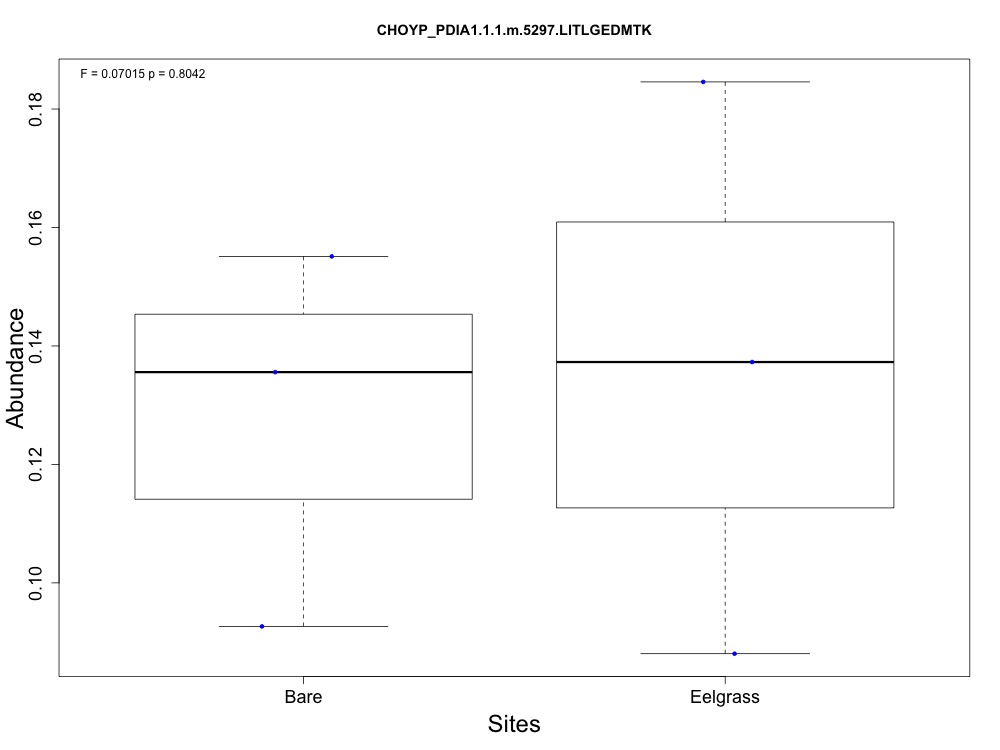 CHOYP_PDIA1.1.1.m.5297.LITLGEDMTK
F = 0.07015 p = 0.8042
Abundance
0.18
0.16
0.14
0.12
0.10
Bare
Eelgrass
Sites